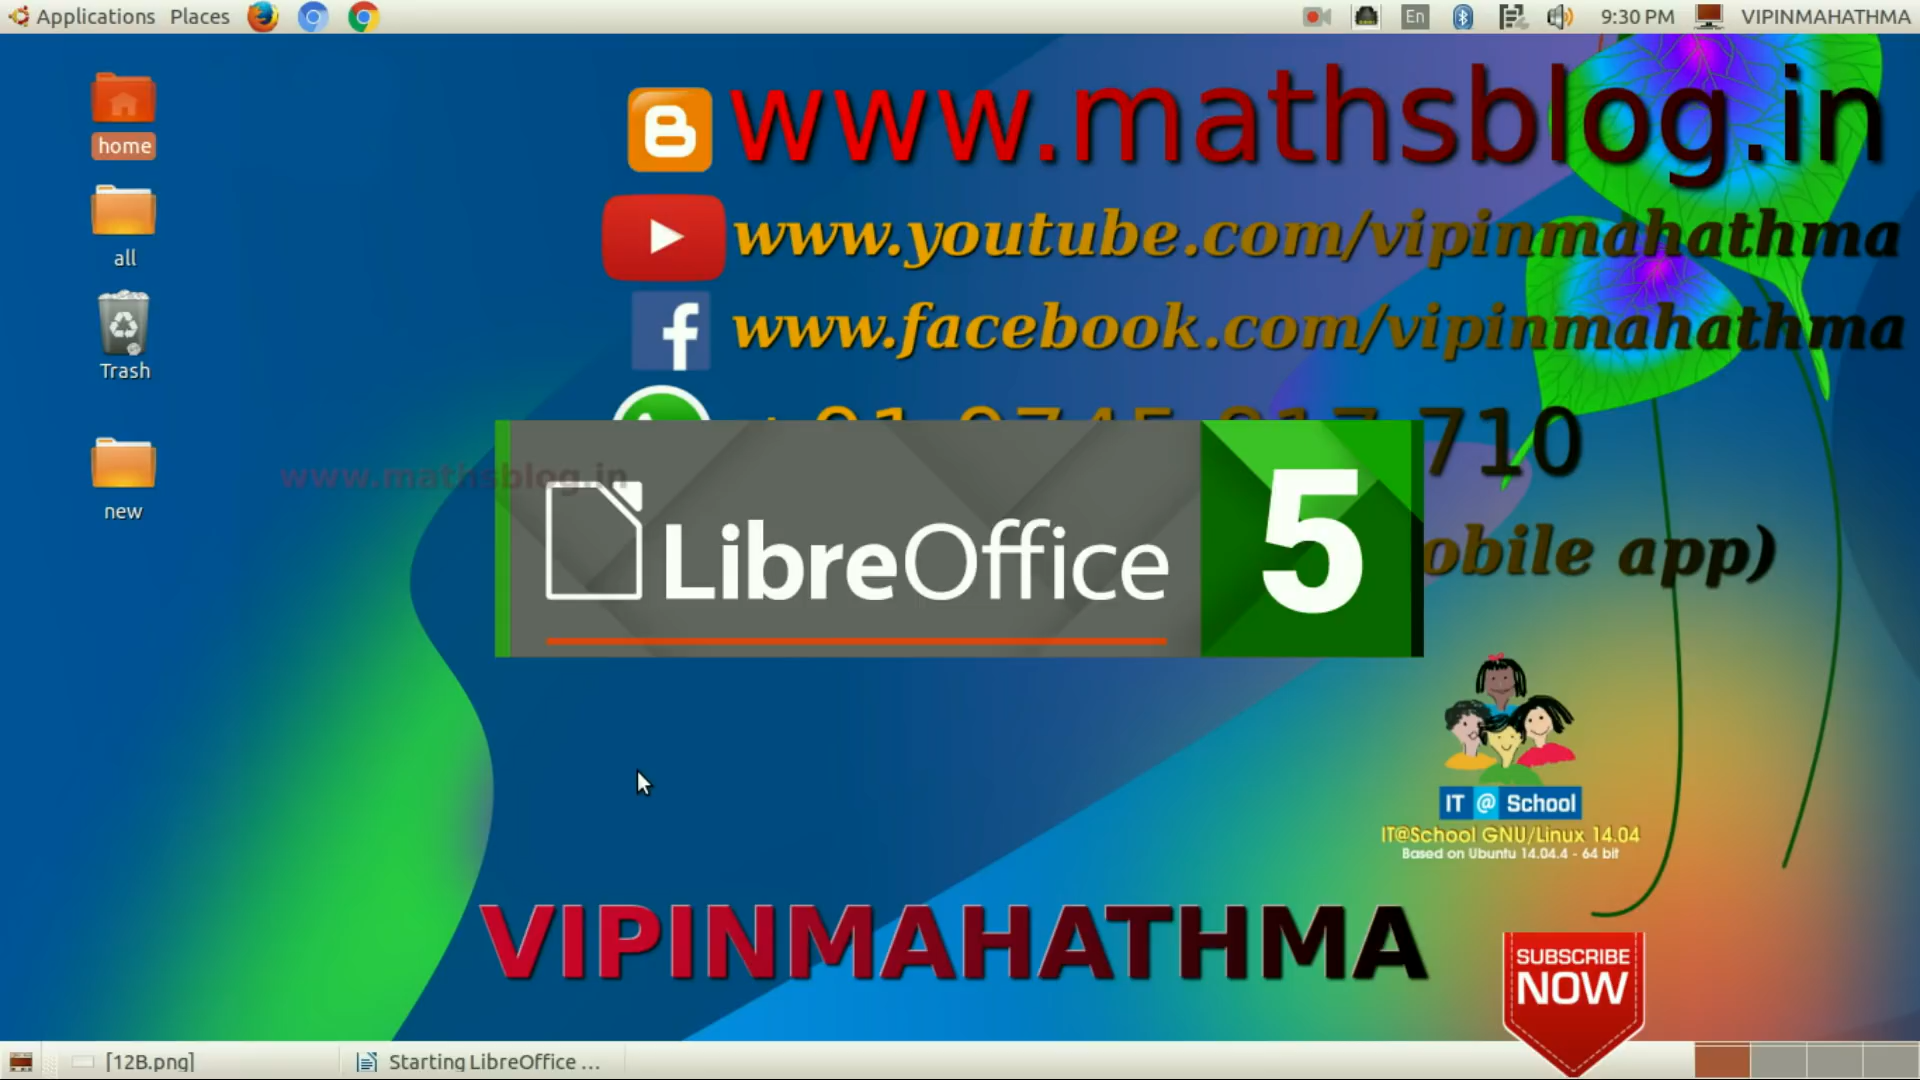 Applications Places
En 9:30 PM VIPINMAHATHMA
home
all
Trash
new
www.mathsblog.in
www.youtube.com/vipinmahathma
www.facebook.com/vipinmahathma
710
www.mathsblog.in
LibreOffice 5
obile app)
IT @ School
IT@School GNU/Linux 14.04
Based on Ubuntu 14.04.4 - 64 bit
VIPINMAHATHMA
SUBSCRIBE
NOW
[12B.png] Starting LibreOffice ...